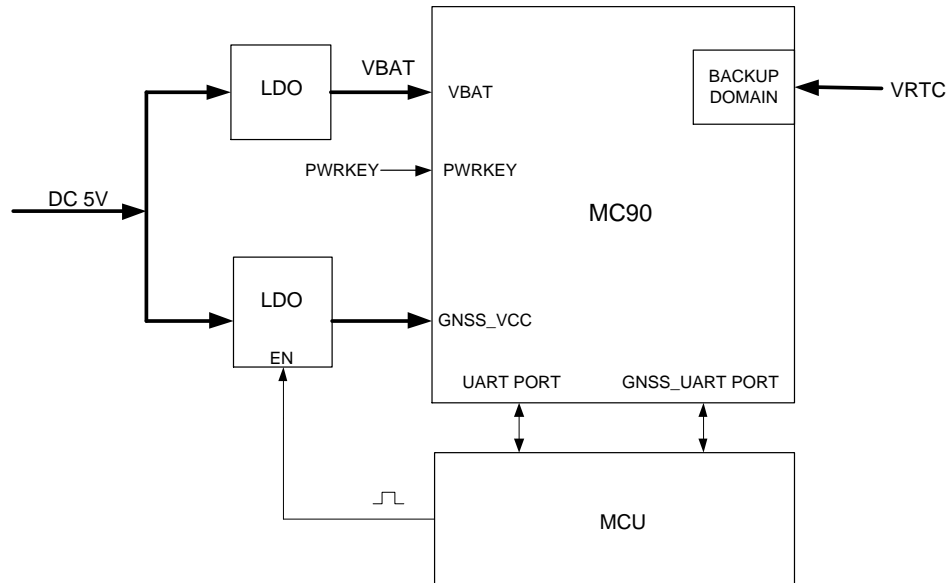 LDO
VBAT
VBAT
BACKUP
DOMAIN
VRTC
PWRKEY
PWRKEY
DC 5V
MC90
LDO
EN
GNSS_VCC
UART PORT
GNSS_UART PORT
MCU